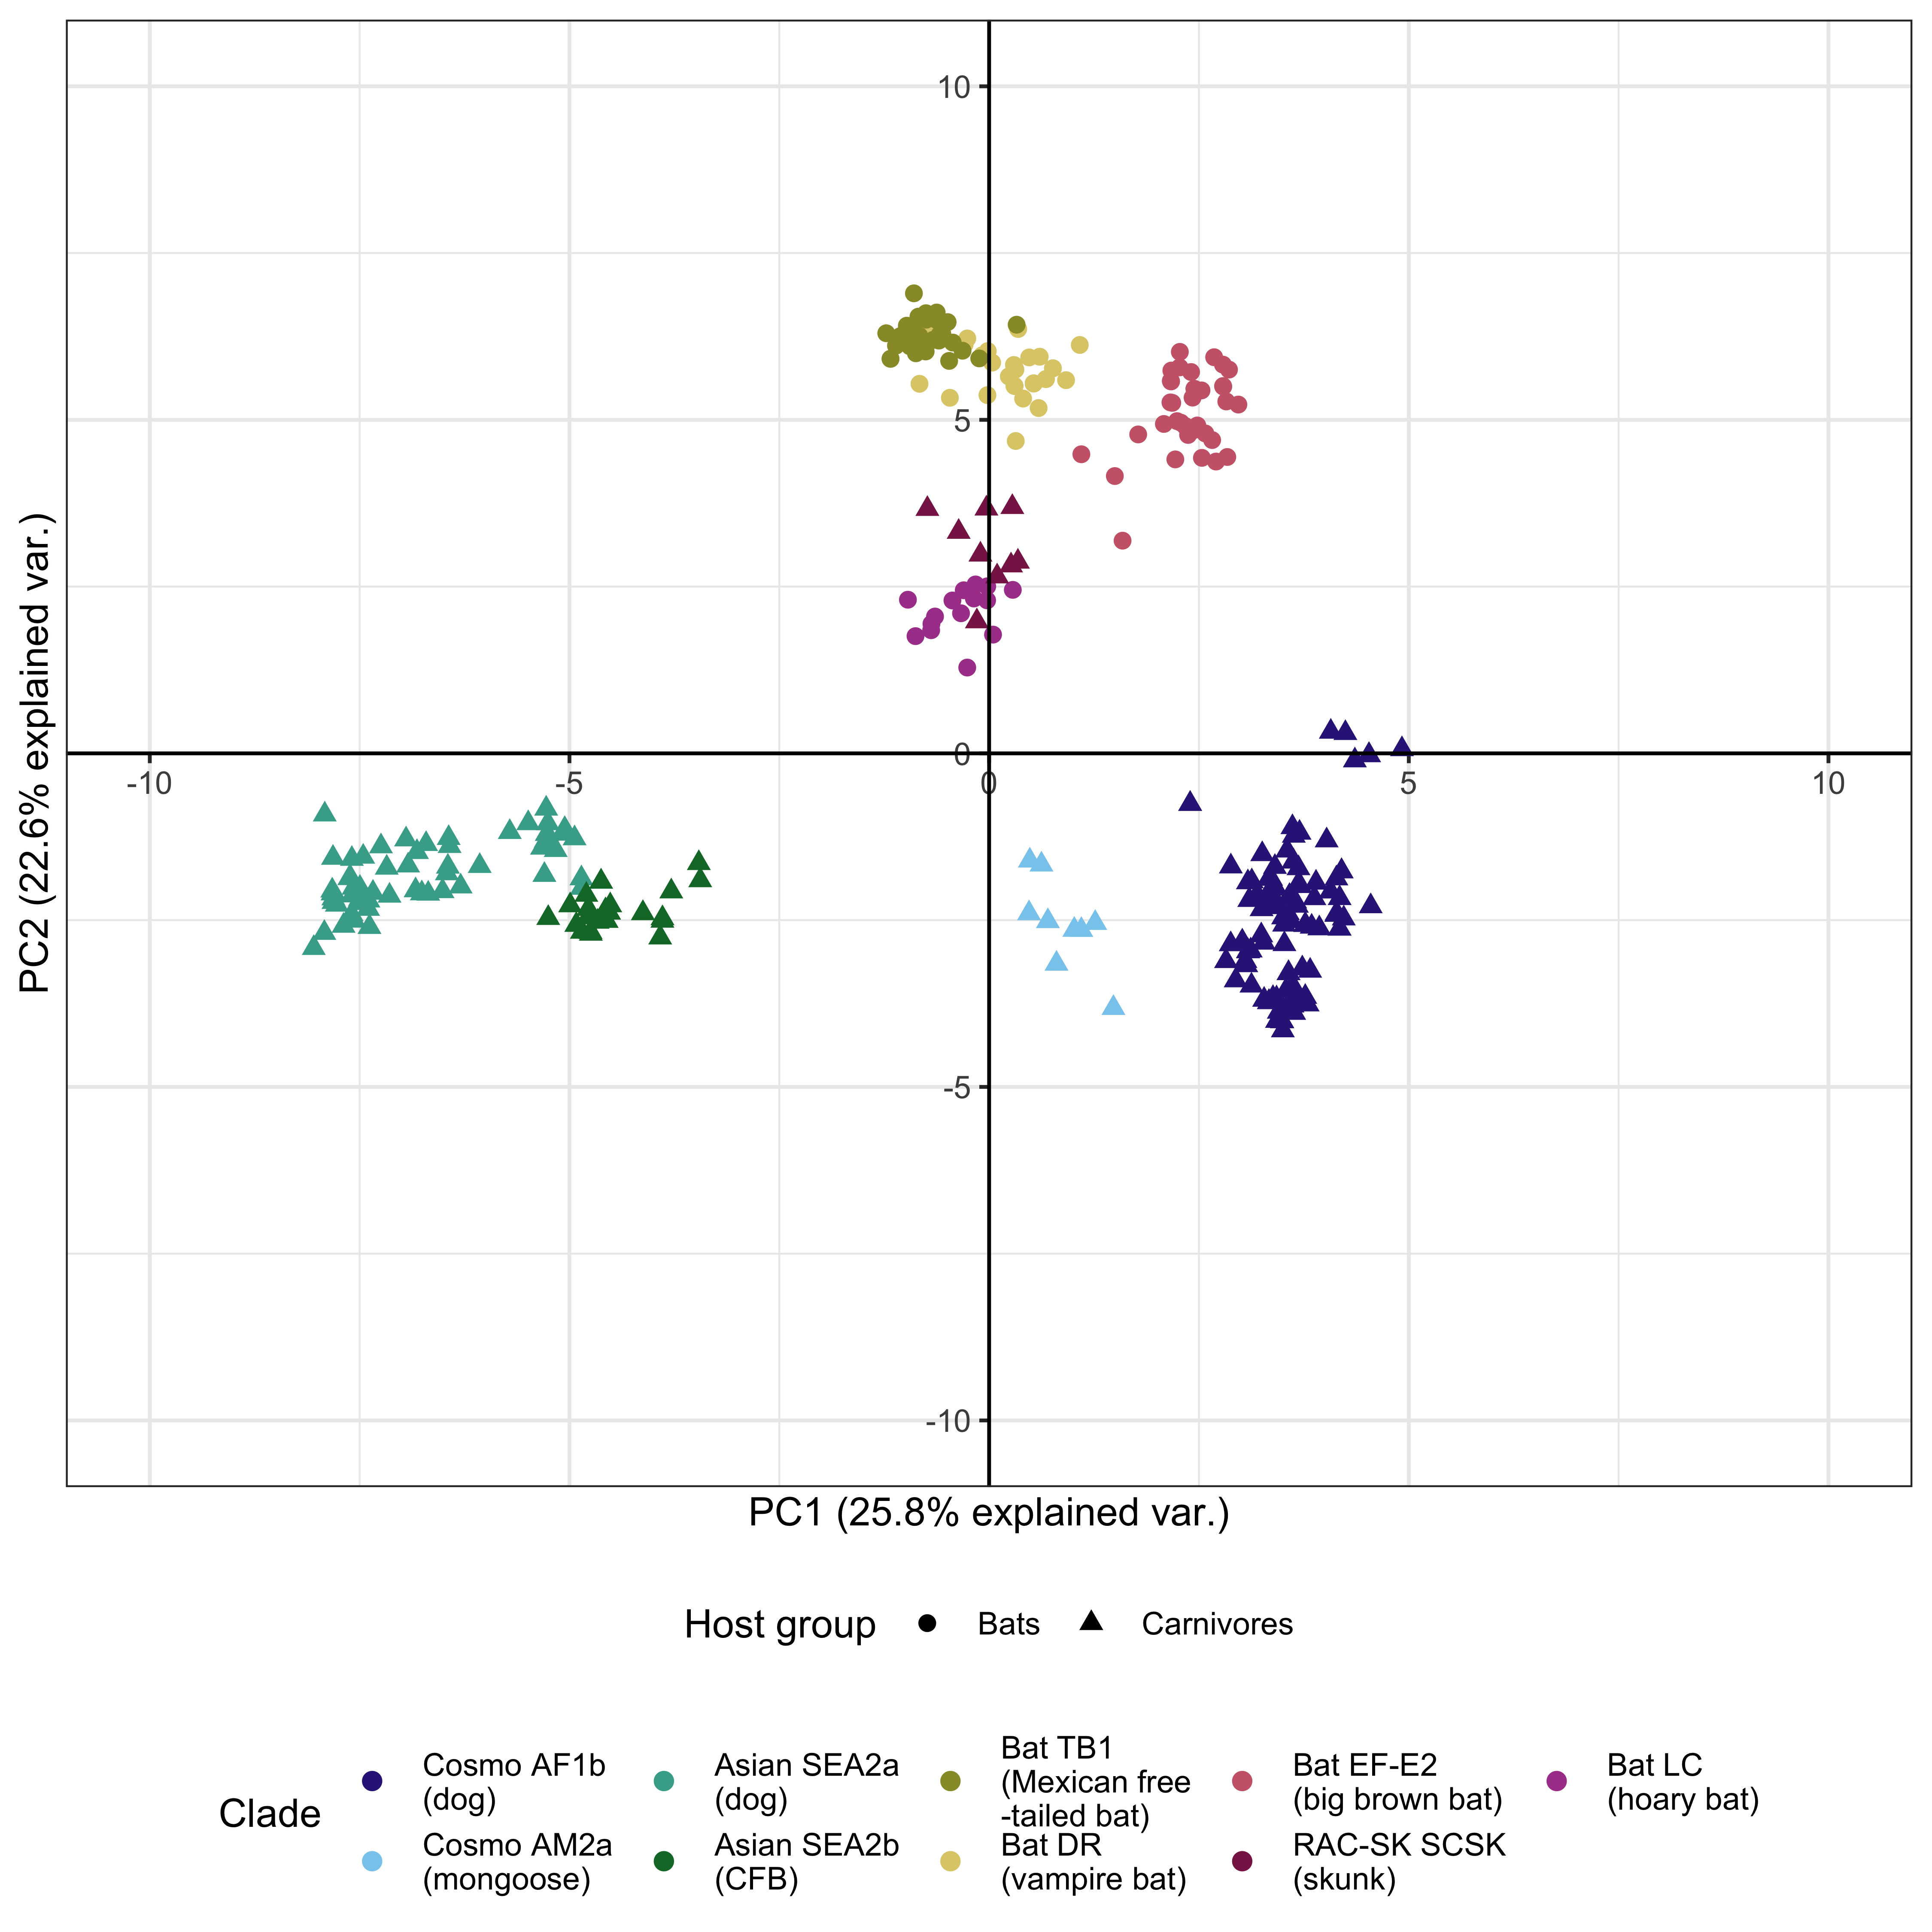 10
5
0
-10
-5
0
5
10
-5
-10
PC2 (22.6% explained var.)
PC1 (25.8% explained var.)
Host group
Bats
Carnivores
Clade
Cosmo AF1b
(dog)
Cosmo AM2a
(mongoose)
Asian SEA2a
(dog)
Asian SEA2b
(CFB)
Bat TB1
(Mexican free
-tailed bat)
Bat DR
(vampire bat)
Bat EF-E2
(big brown bat)
RAC-SK SCSK
(skunk)
Bat LC
(hoary bat)